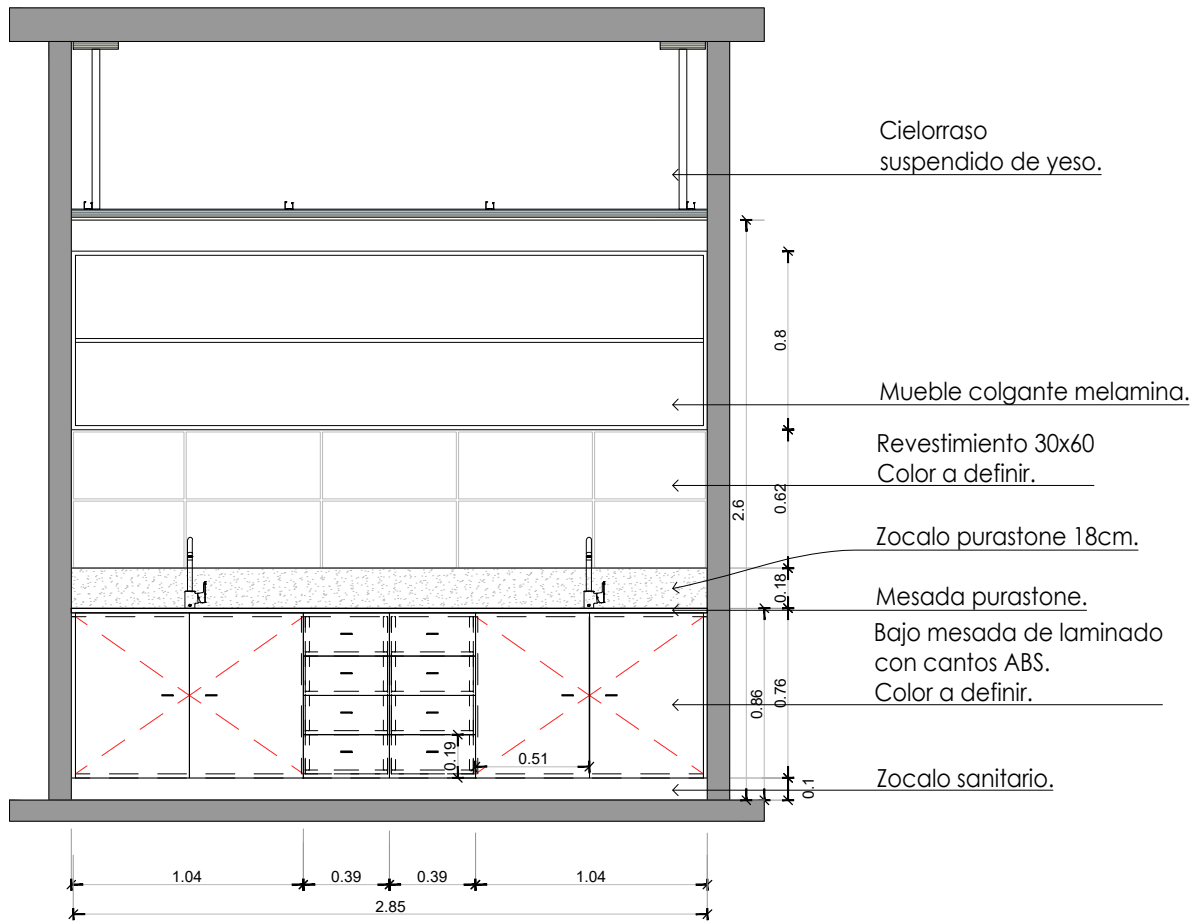 Cielorraso
suspendido de yeso.
0.8
Mueble colgante melamina.
Revestimiento 30x60
Color a definir.
0.62
2.6
Zocalo purastone 18cm.
0.18
Mesada purastone.
Bajo mesada de laminado
con cantos ABS.
Color a definir.
0.76
0.86
0.19
0.51
Zocalo sanitario.
0.1
1.04
0.39
0.39
1.04
2.85